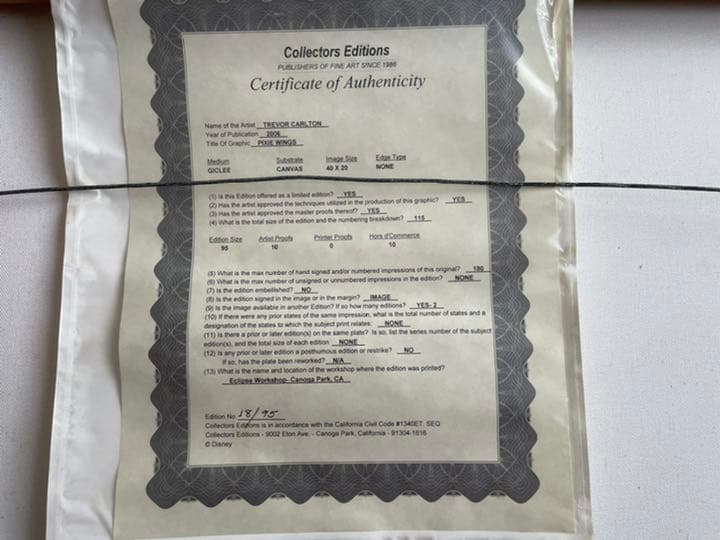 Collectors Editions
PUBLISHERS OF FINE ART SINCE 1986
Certificate of Authenticity
Name of the Artist TREVOR CARLTON
Year of Publication 2006
Title Of Graphic PIXIE WINGS
Medium Substrate Image Size Edge Type
GICLEE CANVAS 40 X 20 NONE
(1) Is this Edition offered as a limited edition? YES
(2) Has the artist approved the techniques utilized in the production of this graphic? YES
(3) Has the artist approved the master proofs thereof? YES
(4) What is the total size of the edition and the numbering breakdown? 115
Edition Size Artist Proofs Printer Proofs Hors d'Commerce
95 10 0 10
(5) What is the max number of hand signed and/or numbered impressions of this original? 180
(6) What is the max number of unsigned or unnumbered impressions in the edition? NONE
(7) Is the edition embellished? NO
(8) Is the edition signed in the image or in the margin? IMAGE
(9) Is the image available in another Edition? If so how many editions? YES- 2
(10) If there were any prior states of the same impression, what is the total number of states and a
designation of the states to which the subject print relates: NONE
(11) Is there a prior or later edition(s) on the same plate? Is so, list the series number of the subject
edition(s), and the total size of each edition NONE
(12) Is any prior or later edition a posthumous edition or restrike? NO
If so, has the plate been reworked? N/A
(13) What is the name and location of the workshop where the edition was printed?
Eclipse Workshop- Canoga Park, CA
Edition No. 18/95
Collectors Editions is in accordance with the California Civil Code #1340ET. SEQ
Collectors Editions - 9002 Eton Ave. - Canoga Park, California - 91304-1616
© Disney